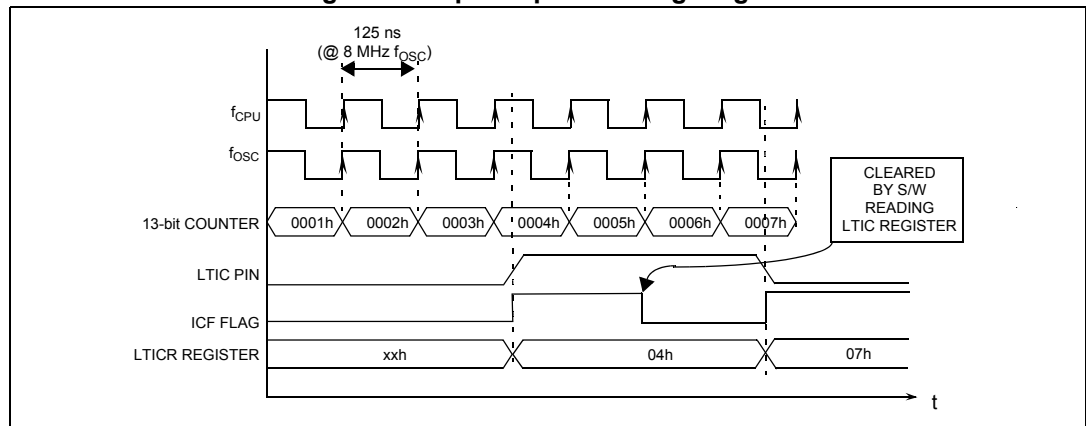 125 ns
(@ 8 MHz fOSC)
fCPU
fOSC
CLEARED
BY S/W
READING
LTIC REGISTER
13-bit COUNTER 0001h 0002h 0003h 0004h 0005h 0006h 0007h
LTIC PIN
ICF FLAG
LTICR REGISTER xxh 04h 07h
t